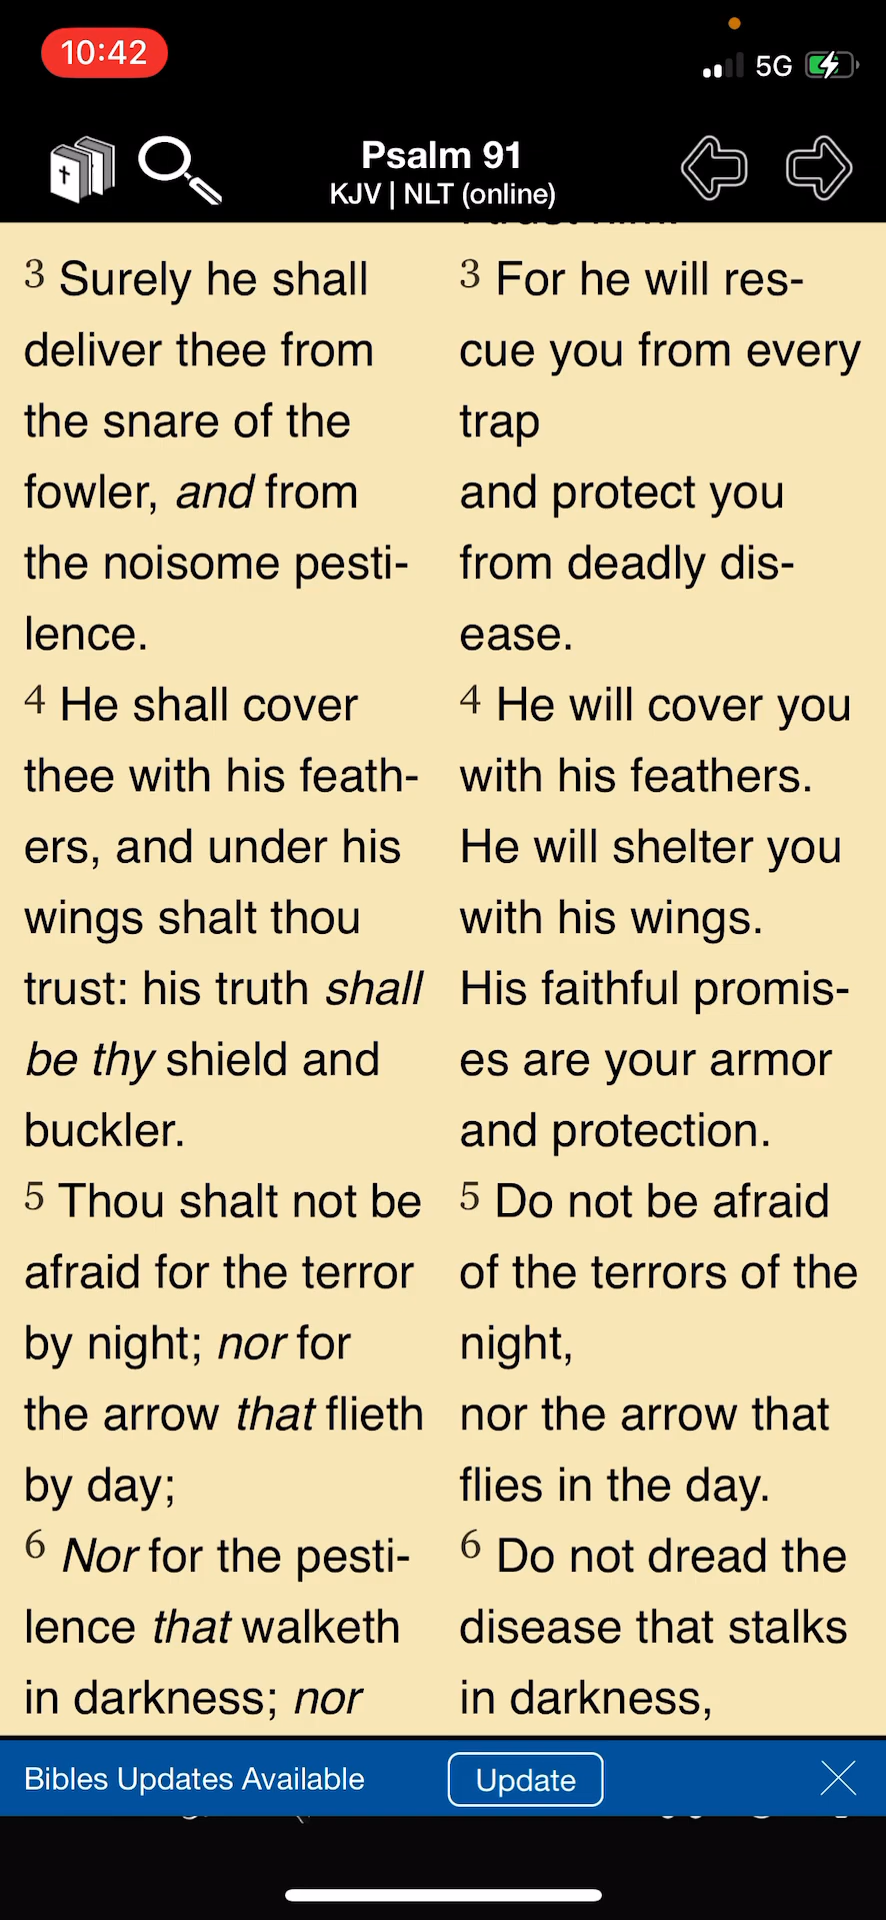 10:42
5G
Psalm 91
KJV | NLT (online)
3 Surely he shall
deliver thee from
the snare of the
fowler, and from
the noisome pesti-
lence.
4 He shall cover
thee with his feath-
ers, and under his
wings shalt thou
trust: his truth shall
be thy shield and
buckler.
5 Thou shalt not be
afraid for the terror
by night; nor for
the arrow that flieth
by day;
6 Nor for the pesti-
lence that walketh
in darkness; nor
3 For he will res-
cue you from every
trap
and protect you
from deadly dis-
ease.
4 He will cover you
with his feathers.
He will shelter you
with his wings.
His faithful promis-
es are your armor
and protection.
5 Do not be afraid
of the terrors of the
night,
nor the arrow that
flies in the day.
6 Do not dread the
disease that stalks
in darkness,
Bibles Updates Available
Update